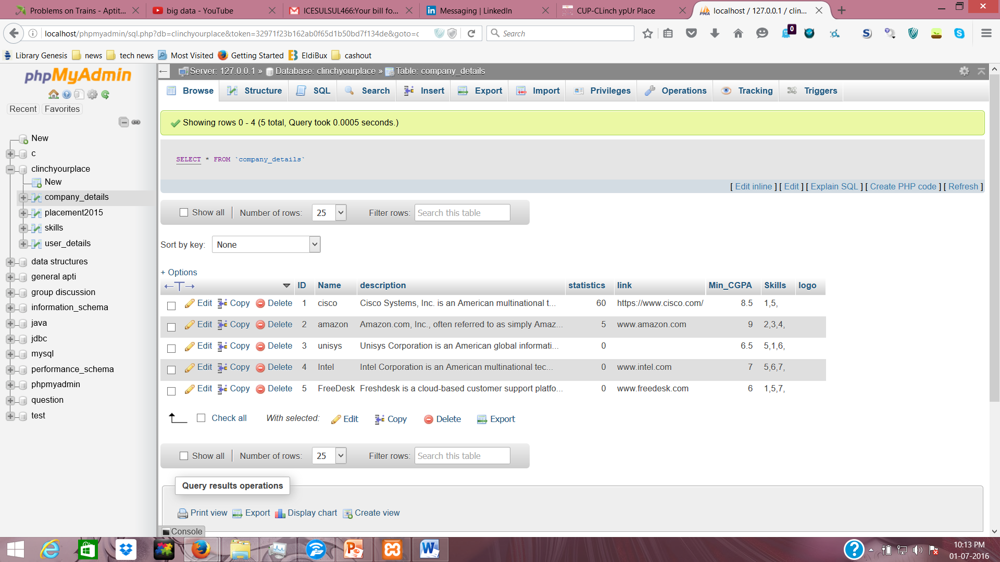 Problems on Trains - Aptit... big data - YouTube ICESULSUL466:Your bill fo... Messaging | LinkedIn CUP-CLinch ypUr Place localhost / 127.0.0.1 / clin...
localhost/phpmyadmin/sql.php?db=clinchyourplace&token=32971f23b162ab0f65d1b50bd7f134de&goto=c Search 0
Library Genesis news tech news Most Visited Getting Started EldiBux cashout
phpMyAdmin
Recent Favorites
New
c
clinchyourplace
New
company_details
placement2015
skills
user_details
data structures
general apti
group discussion
information_schema
java
jdbc
mysql
performance_schema
phpmyadmin
question
test
Server: 127.0.0.1 » Database: clinchyourplace » Table: company_details
Browse Structure SQL Search Insert Export Import Privileges Operations Tracking Triggers
Showing rows 0 - 4 (5 total, Query took 0.0005 seconds.)
SELECT * FROM `company_details`
[ Edit inline ] [ Edit ] [ Explain SQL ] [ Create PHP code ] [ Refresh ]
Show all Number of rows: 25 Filter rows: Search this table
Sort by key: None
+ Options
←T→ ID Name description statistics link Min_CGPA Skills logo
Edit Copy Delete 1 cisco Cisco Systems, Inc. is an American multinational t... 60 https://www.cisco.com/ 8.5 1,5,
Edit Copy Delete 2 amazon Amazon.com, Inc., often referred to as simply Amaz... 5 www.amazon.com 9 2,3,4,
Edit Copy Delete 3 unisys Unisys Corporation is an American global informati... 0 6.5 5,1,6,
Edit Copy Delete 4 Intel Intel Corporation is an American multinational tec... 0 www.intel.com 7 5,6,7,
Edit Copy Delete 5 FreeDesk Freshdesk is a cloud-based customer support platfo... 0 www.freedesk.com 6 1,5,7,
Check all With selected: Edit Copy Delete Export
Show all Number of rows: 25 Filter rows: Search this table
Query results operations
Print view Export Display chart Create view
Console
10:13 PM
01-07-2016